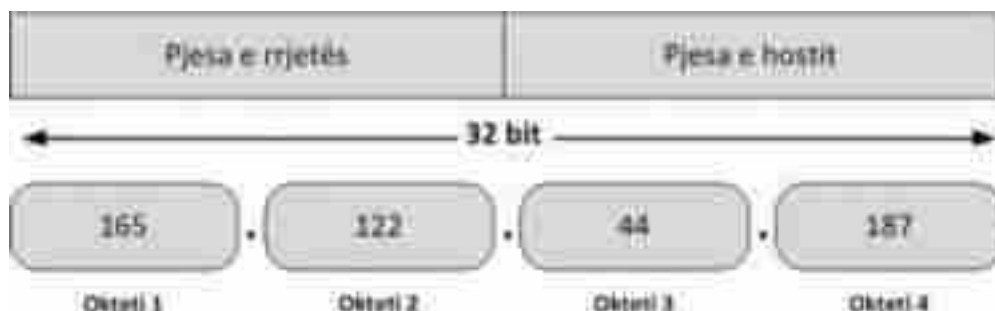 Pjesa e rrjetës Pjesa e hostit
32 bit
165 . 122 . 44 . 187
Okteti 1 Okteti 2 Okteti 3 Okteti 4